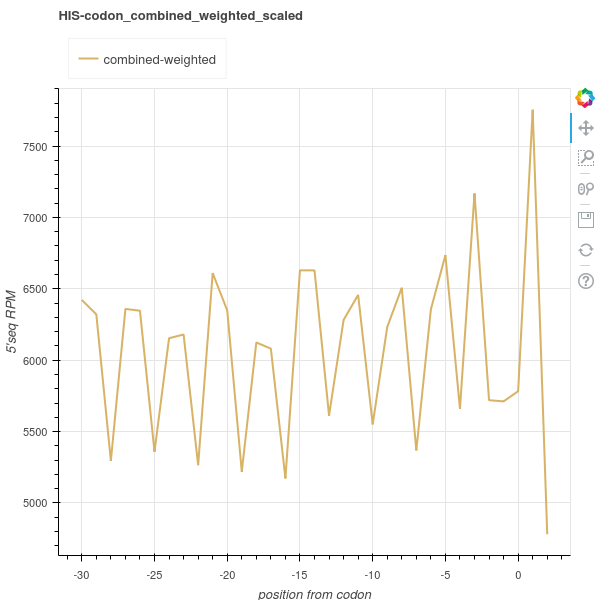 HIS-codon_combined_weighted_scaled
combined-weighted
7500
7000
6500
6000
5500
5000
5'seq RPM
-30 -25 -20 -15 -10 -5 0
position from codon